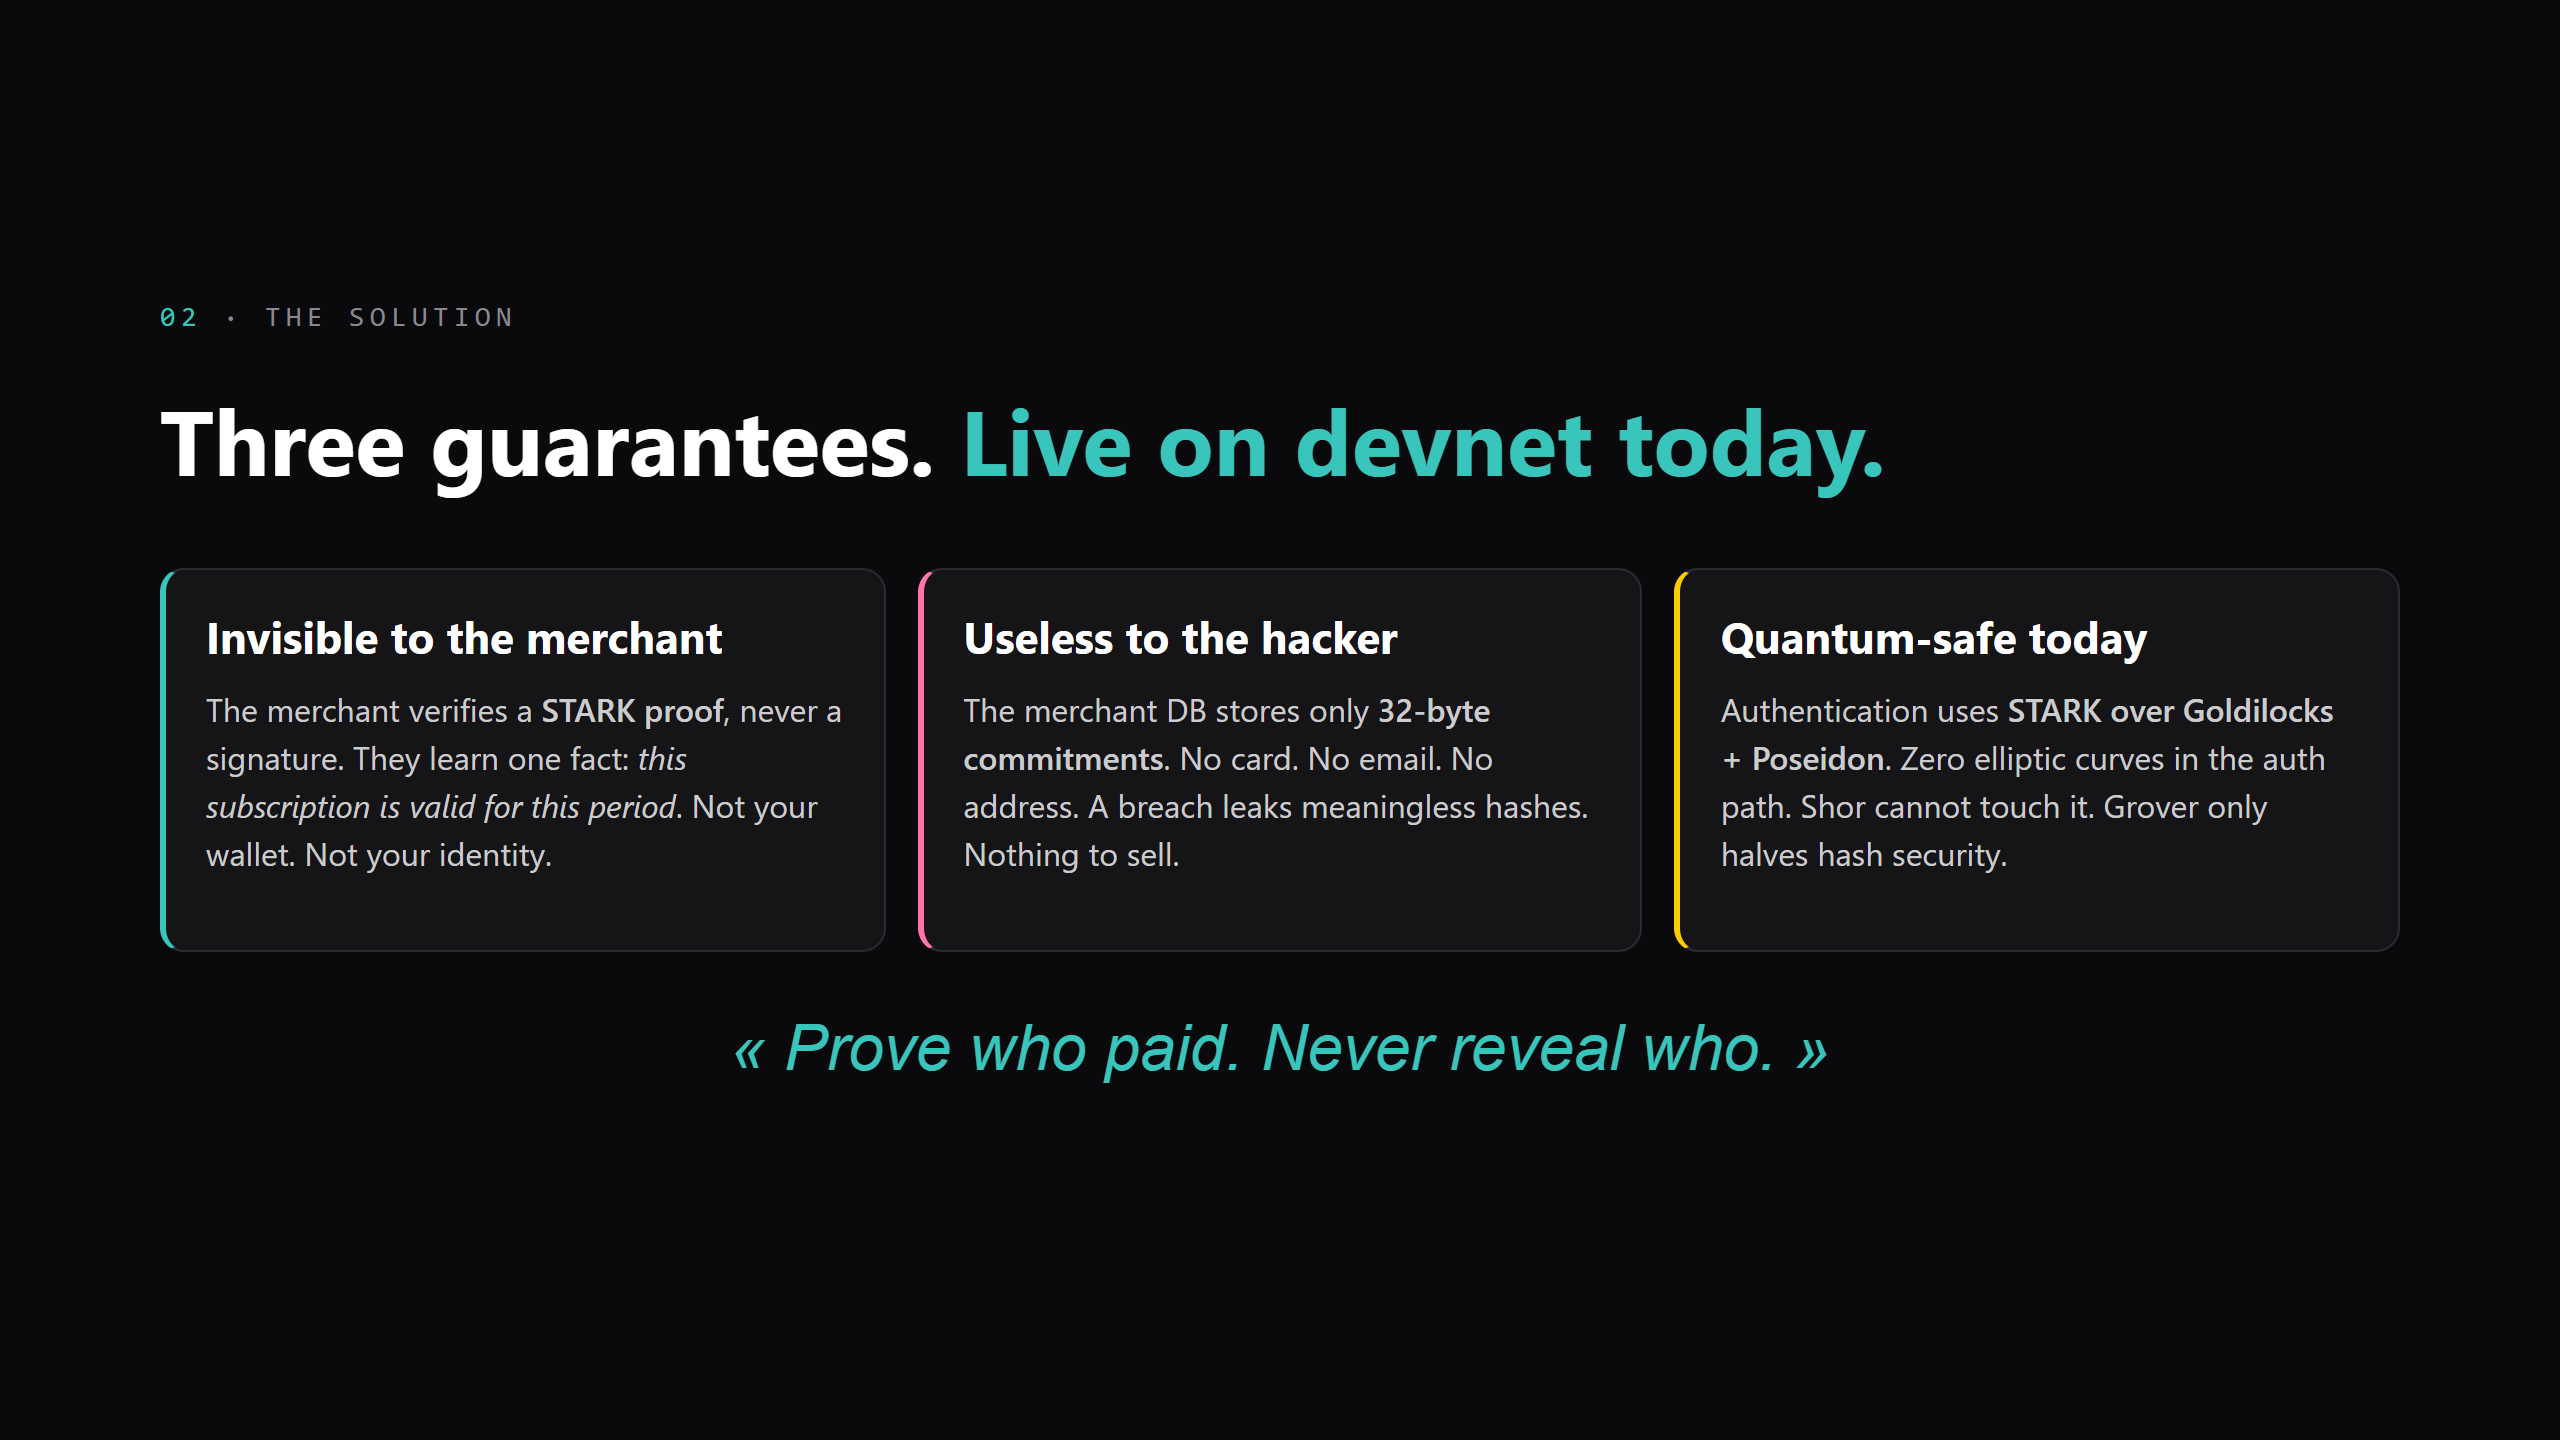 02 · THE SOLUTION
Three guarantees. Live on devnet today.
Invisible to the merchant
The merchant verifies a STARK proof, never a
signature. They learn one fact: this
subscription is valid for this period. Not your
wallet. Not your identity.
Useless to the hacker
The merchant DB stores only 32-byte
commitments. No card. No email. No
address. A breach leaks meaningless hashes.
Nothing to sell.
Quantum-safe today
Authentication uses STARK over Goldilocks
+ Poseidon. Zero elliptic curves in the auth
path. Shor cannot touch it. Grover only
halves hash security.
« Prove who paid. Never reveal who. »